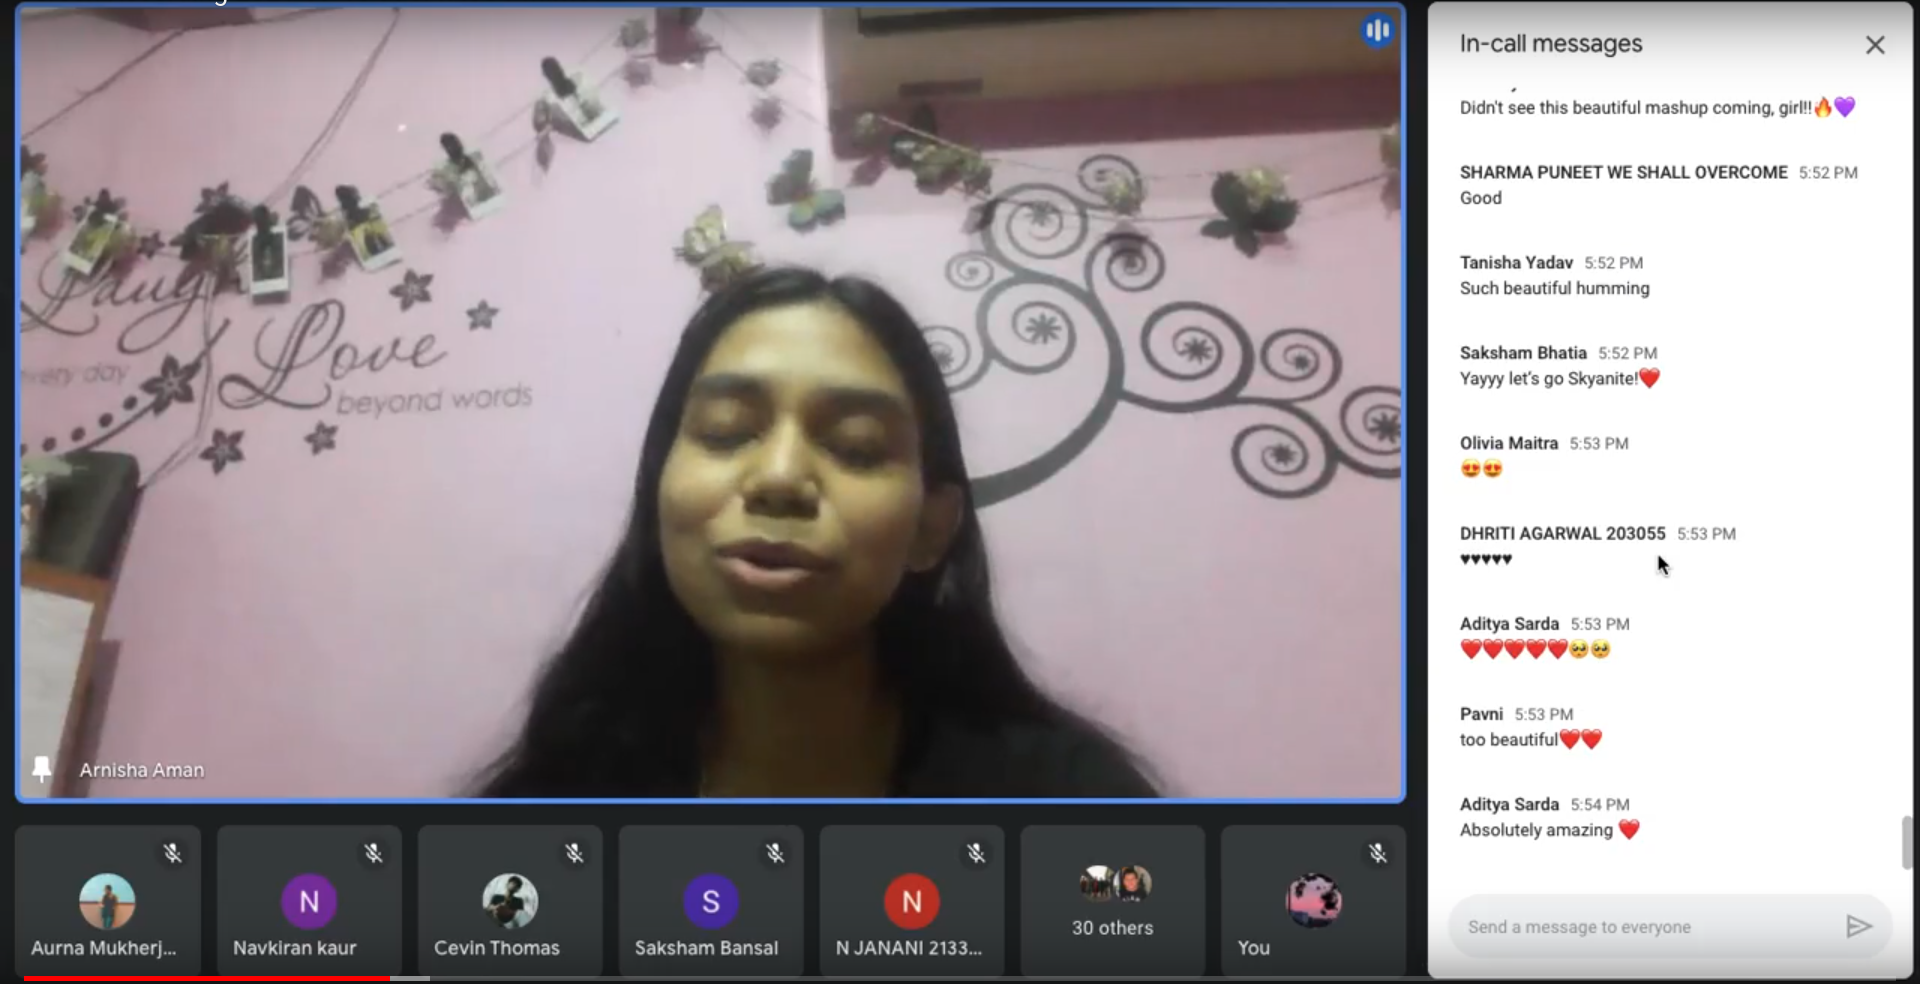 Laugh
every day
Love
beyond words
Arnisha Aman
Aurna Mukherj...
N
Navkiran kaur
Cevin Thomas
S
Saksham Bansal
N
N JANANI 2133...
30 others
You
In-call messages
Didn't see this beautiful mashup coming, girl!!🔥💜
SHARMA PUNEET WE SHALL OVERCOME 5:52 PM
Good
Tanisha Yadav 5:52 PM
Such beautiful humming
Saksham Bhatia 5:52 PM
Yayyy let's go Skyanite!❤️
Olivia Maitra 5:53 PM
😍😍
DHRITI AGARWAL 203055 5:53 PM
♥♥♥♥♥
Aditya Sarda 5:53 PM
❤️❤️❤️❤️❤️🥺🥺
Pavni 5:53 PM
too beautiful❤️❤️
Aditya Sarda 5:54 PM
Absolutely amazing ❤️
Send a message to everyone